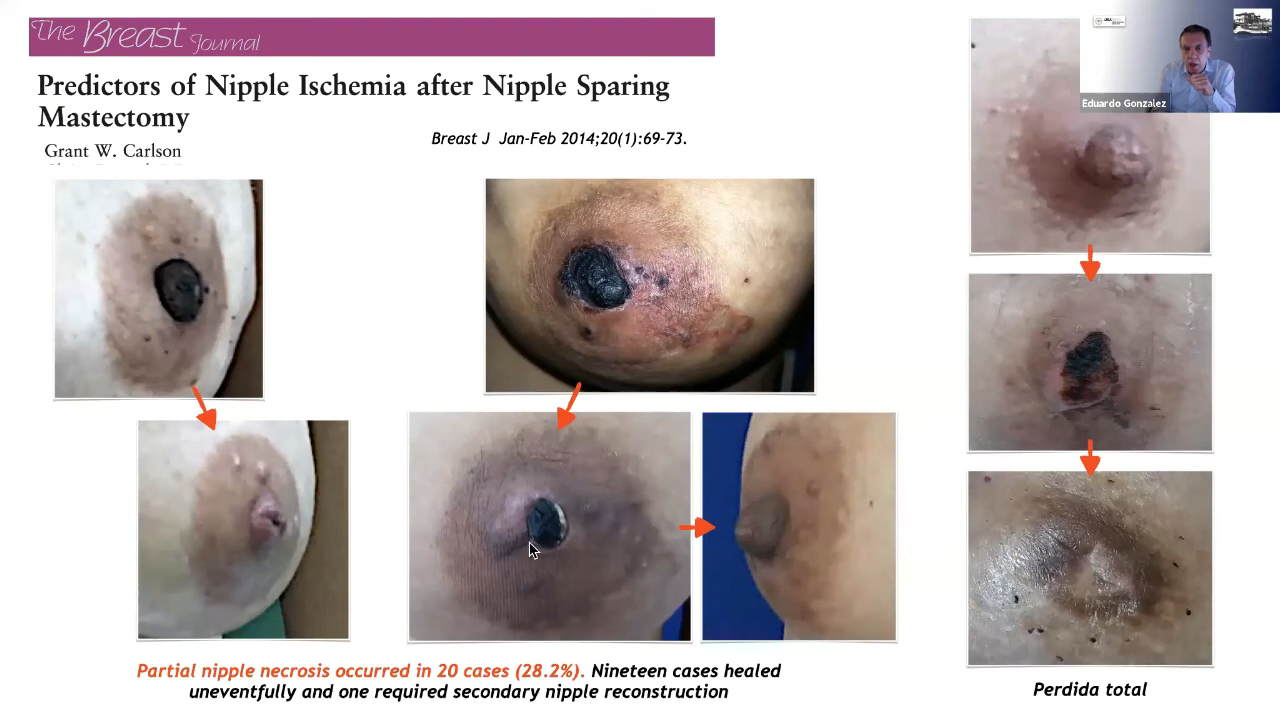 The Breast Journal
Predictors of Nipple Ischemia after Nipple Sparing
Mastectomy
Breast J Jan-Feb 2014;20(1):69-73.
Grant W. Carlson
Eduardo Gonzalez
Partial nipple necrosis occurred in 20 cases (28.2%). Nineteen cases healed
uneventfully and one required secondary nipple reconstruction
Perdida total